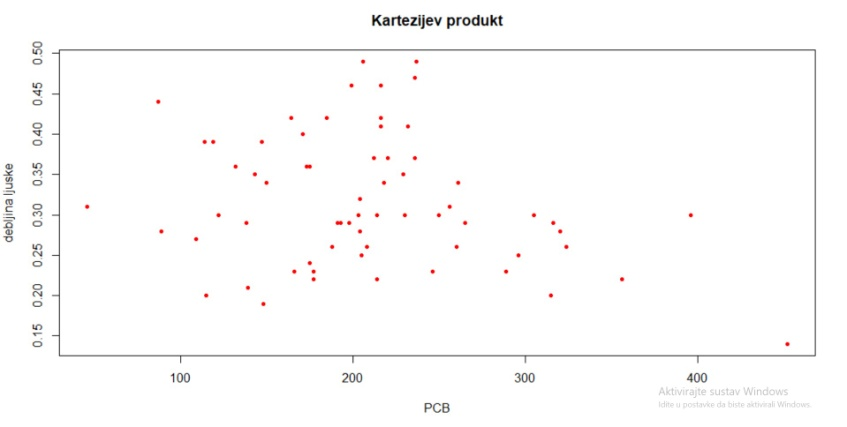 Kartezijev produkt
debljina ljuske
0.50
0.45
0.40
0.35
0.30
0.25
0.20
0.15
100 200 300 400
PCB
Aktivirajte sustav Windows
Idite u postavke da biste aktivirali Windows.